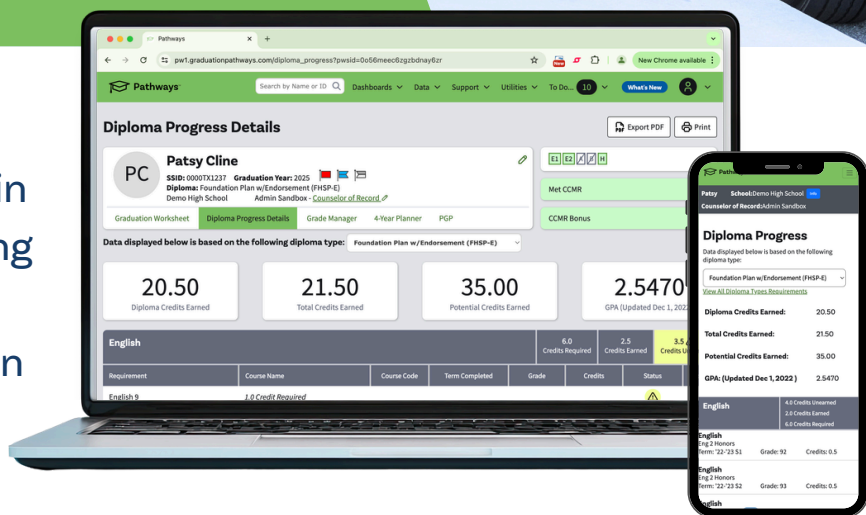 in
ng
n
Pathways
pw1.graduationpathways.com/diploma_progress?pwsid=0o56meec6zgzbdnay6zr
New
New Chrome available
Pathways
Search by Name or ID
Dashboards
Data
Support
Utilities
To Do... 10
What's New
Diploma Progress Details
Export PDF
Print
PC
Patsy Cline
SSID: 0000TX1237 Graduation Year: 2025
Diploma: Foundation Plan w/Endorsement (FHSP-E)
Demo High School Admin Sandbox - Counselor of Record
E1 E2 H
Met CCMR
CCMR Bonus
Graduation Worksheet Diploma Progress Details Grade Manager 4-Year Planner PGP
Data displayed below is based on the following diploma type: Foundation Plan w/Endorsement (FHSP-E)
20.50 21.50 35.00 2.5470
Diploma Credits Earned Total Credits Earned Potential Credits Earned GPA (Updated Dec 1, 202
English
6.0 2.5 3.5
Credits Required Credits Earned Credits U
Requirement Course Name Course Code Term Completed Grade Credits Status
English 9 1.0 Credit Required
Path
Patsy School:Demo High School
Counselor of Record:Admin Sandbox
Diploma Progress
Data displayed below is based on the following
diploma type:
Foundation Plan w/Endorsement (FHSP-E)
View All Diploma Types Requirements
Diploma Credits Earned: 20.50
Total Credits Earned: 21.50
Potential Credits Earned: 35.00
GPA: (Updated Dec 1, 2022 ) 2.5470
English
4.0 Credits Unearned
2.0 Credits Earned
6.0 Credits Required
English
Eng 2 Honors
Term: '22-'23 S1 Grade: 92 Credits: 0.5
English
Eng 2 Honors
Term: '22-'23 S2 Grade: 93 Credits: 0.5
English